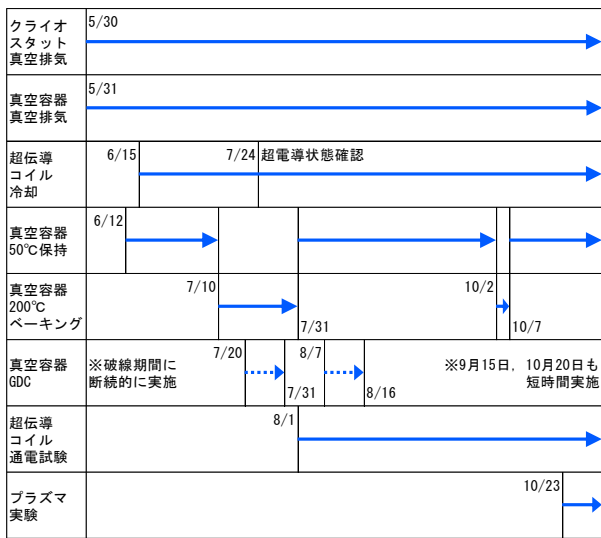 クライオ
スタット
真空排気
5/30
真空容器
真空排気
5/31
超伝導
コイル
冷却
6/15
7/24
超電導状態確認
真空容器
50℃保持
6/12
真空容器
200℃
ベーキング
7/10
7/31
10/2
10/7
真空容器
GDC
※破線期間に
断続的に実施
7/20
7/31
8/7
8/16
※9月15日，10月20日も
短時間実施
超伝導
コイル
通電試験
8/1
プラズマ
実験
10/23